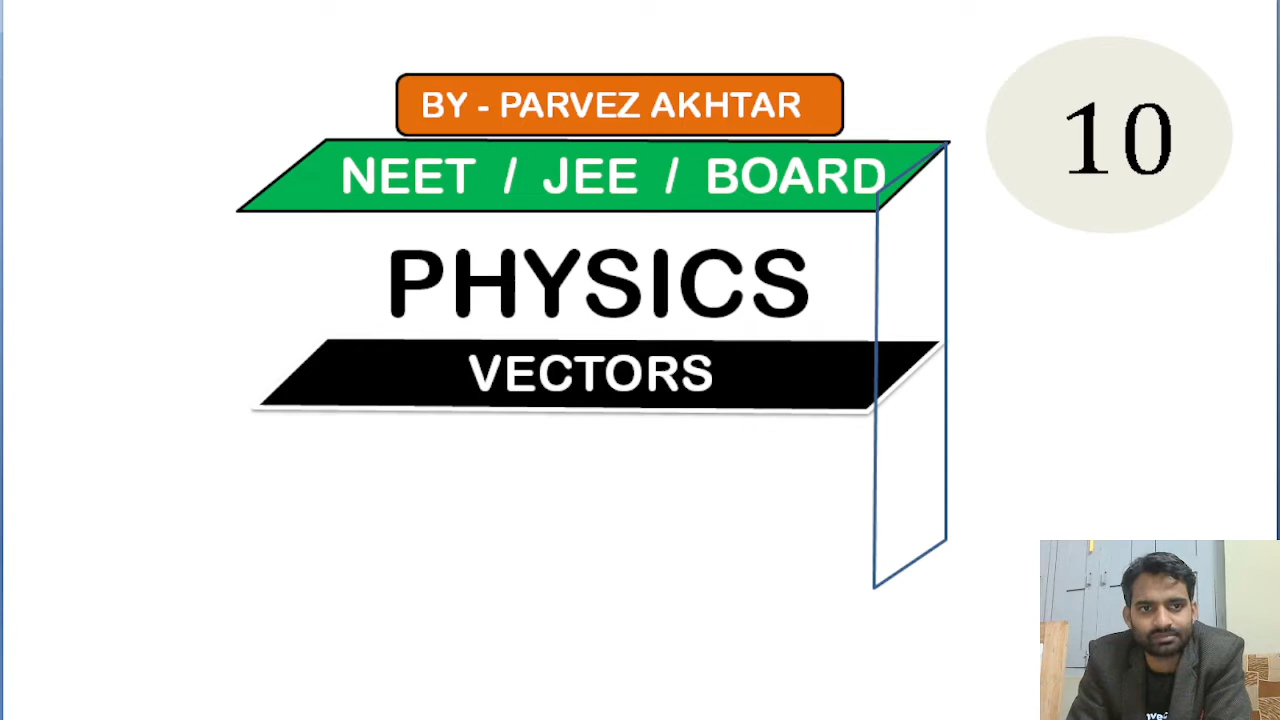 BY - PARVEZ AKHTAR
10
NEET / JEE / BOARD
PHYSICS
VECTORS